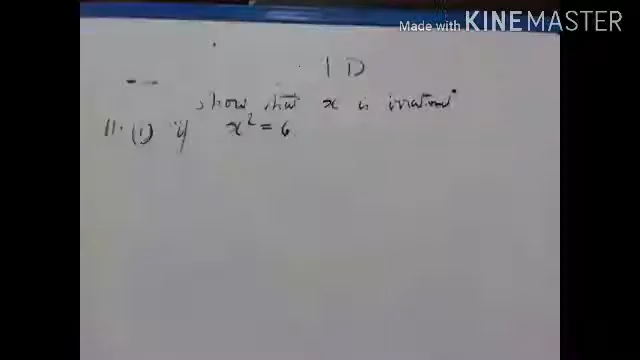 Made with KINEMASTER
1 D
show that x is irrational
11. (i) if x² = 6